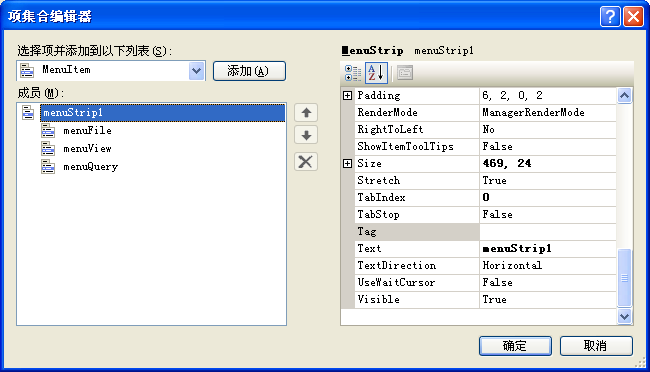 项集合编辑器
选择项并添加到以下列表(S):
MenuItem
添加(A)
成员(M):
menuStrip1
menuFile
menuView
menuQuery
MenuStrip menuStrip1
Padding 6, 2, 0, 2
RenderMode ManagerRenderMode
RightToLeft No
ShowItemToolTips False
Size 469, 24
Stretch True
TabIndex 0
TabStop False
Tag
Text menuStrip1
TextDirection Horizontal
UseWaitCursor False
Visible True
确定
取消